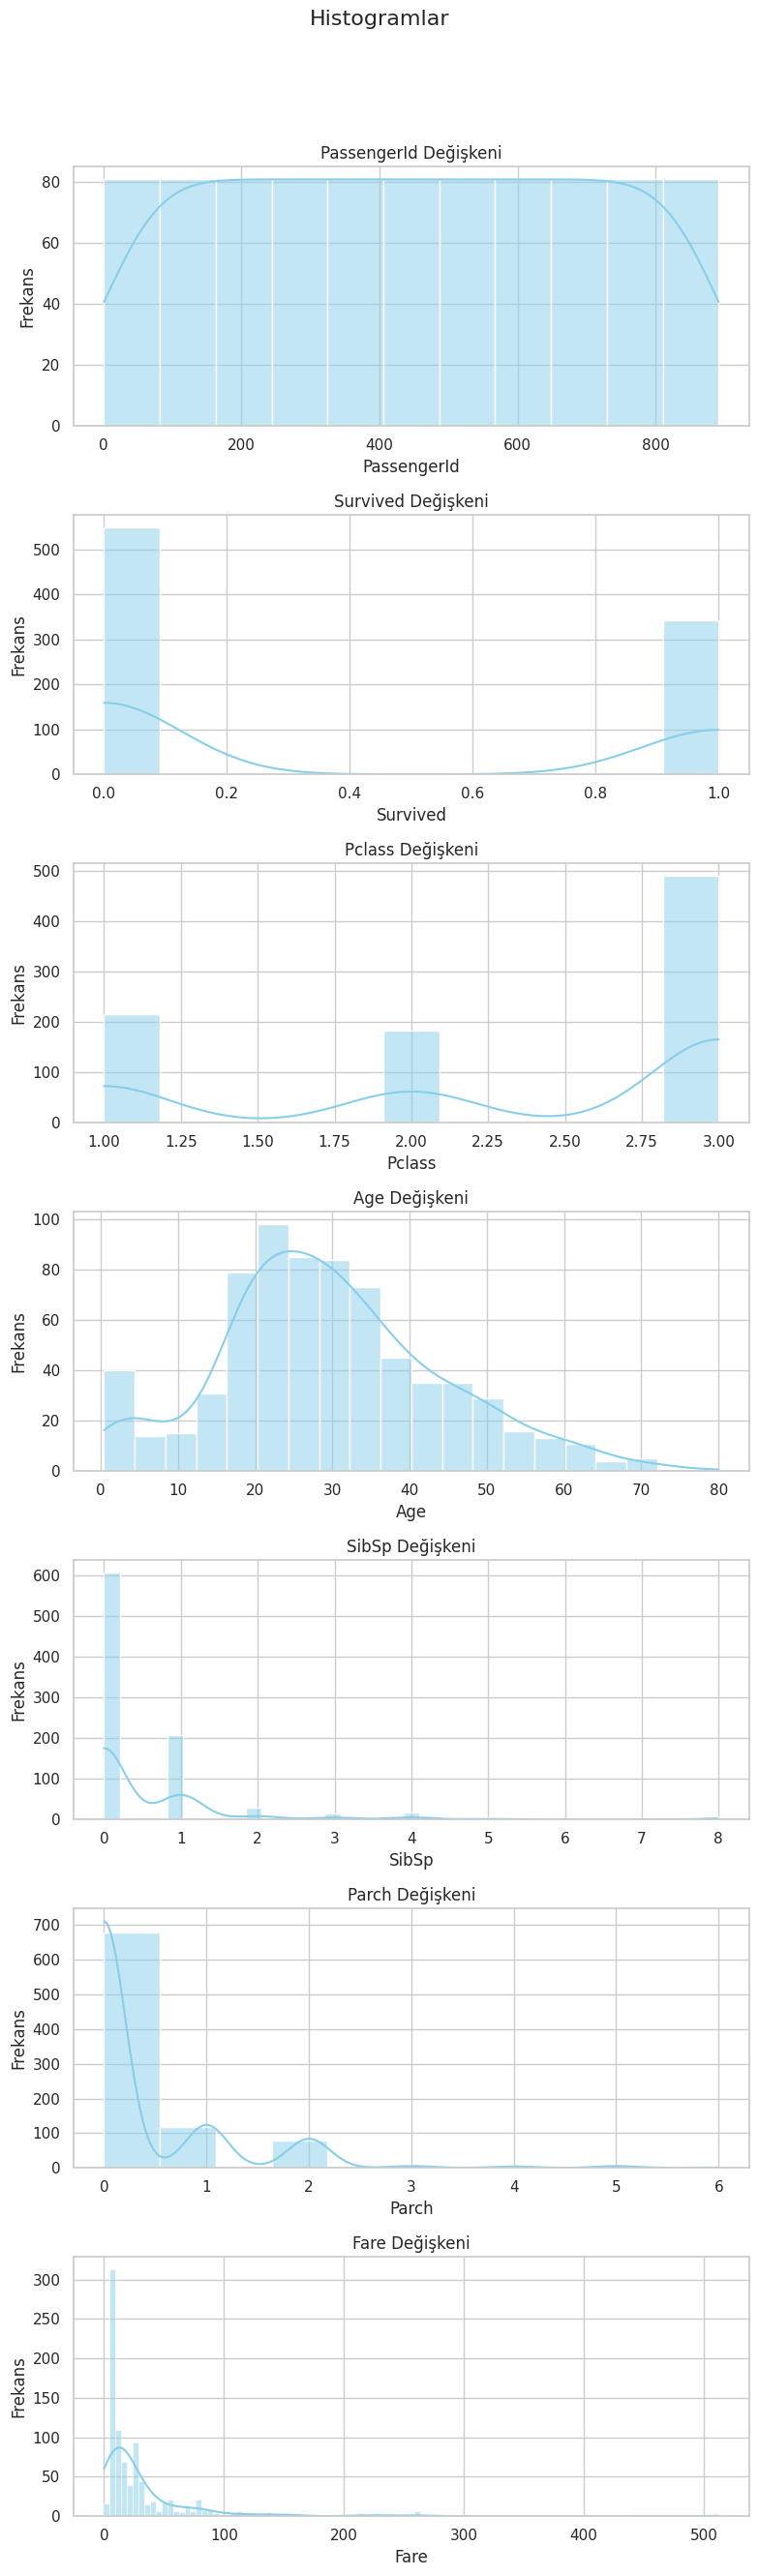 Histogramlar
PassengerId Değişkeni
80
60
40
20
0
Frekans
0 200 400 600 800
PassengerId
Survived Değişkeni
500
400
300
200
100
0
Frekans
0.0 0.2 0.4 0.6 0.8 1.0
Survived
Pclass Değişkeni
500
400
300
200
100
0
Frekans
1.00 1.25 1.50 1.75 2.00 2.25 2.50 2.75 3.00
Pclass
Age Değişkeni
100
80
60
40
20
0
Frekans
0 10 20 30 40 50 60 70 80
Age
SibSp Değişkeni
600
500
400
300
200
100
0
Frekans
0 1 2 3 4 5 6 7 8
SibSp
Parch Değişkeni
700
600
500
400
300
200
100
0
Frekans
0 1 2 3 4 5 6
Parch
Fare Değişkeni
300
250
200
150
100
50
0
Frekans
0 100 200 300 400 500
Fare